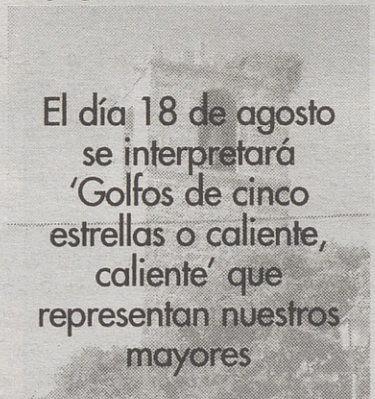 El día 18 de agosto
se interpretará
‘Golfos de cinco
estrellas o caliente,
caliente’ que
representan nuestros
mayores